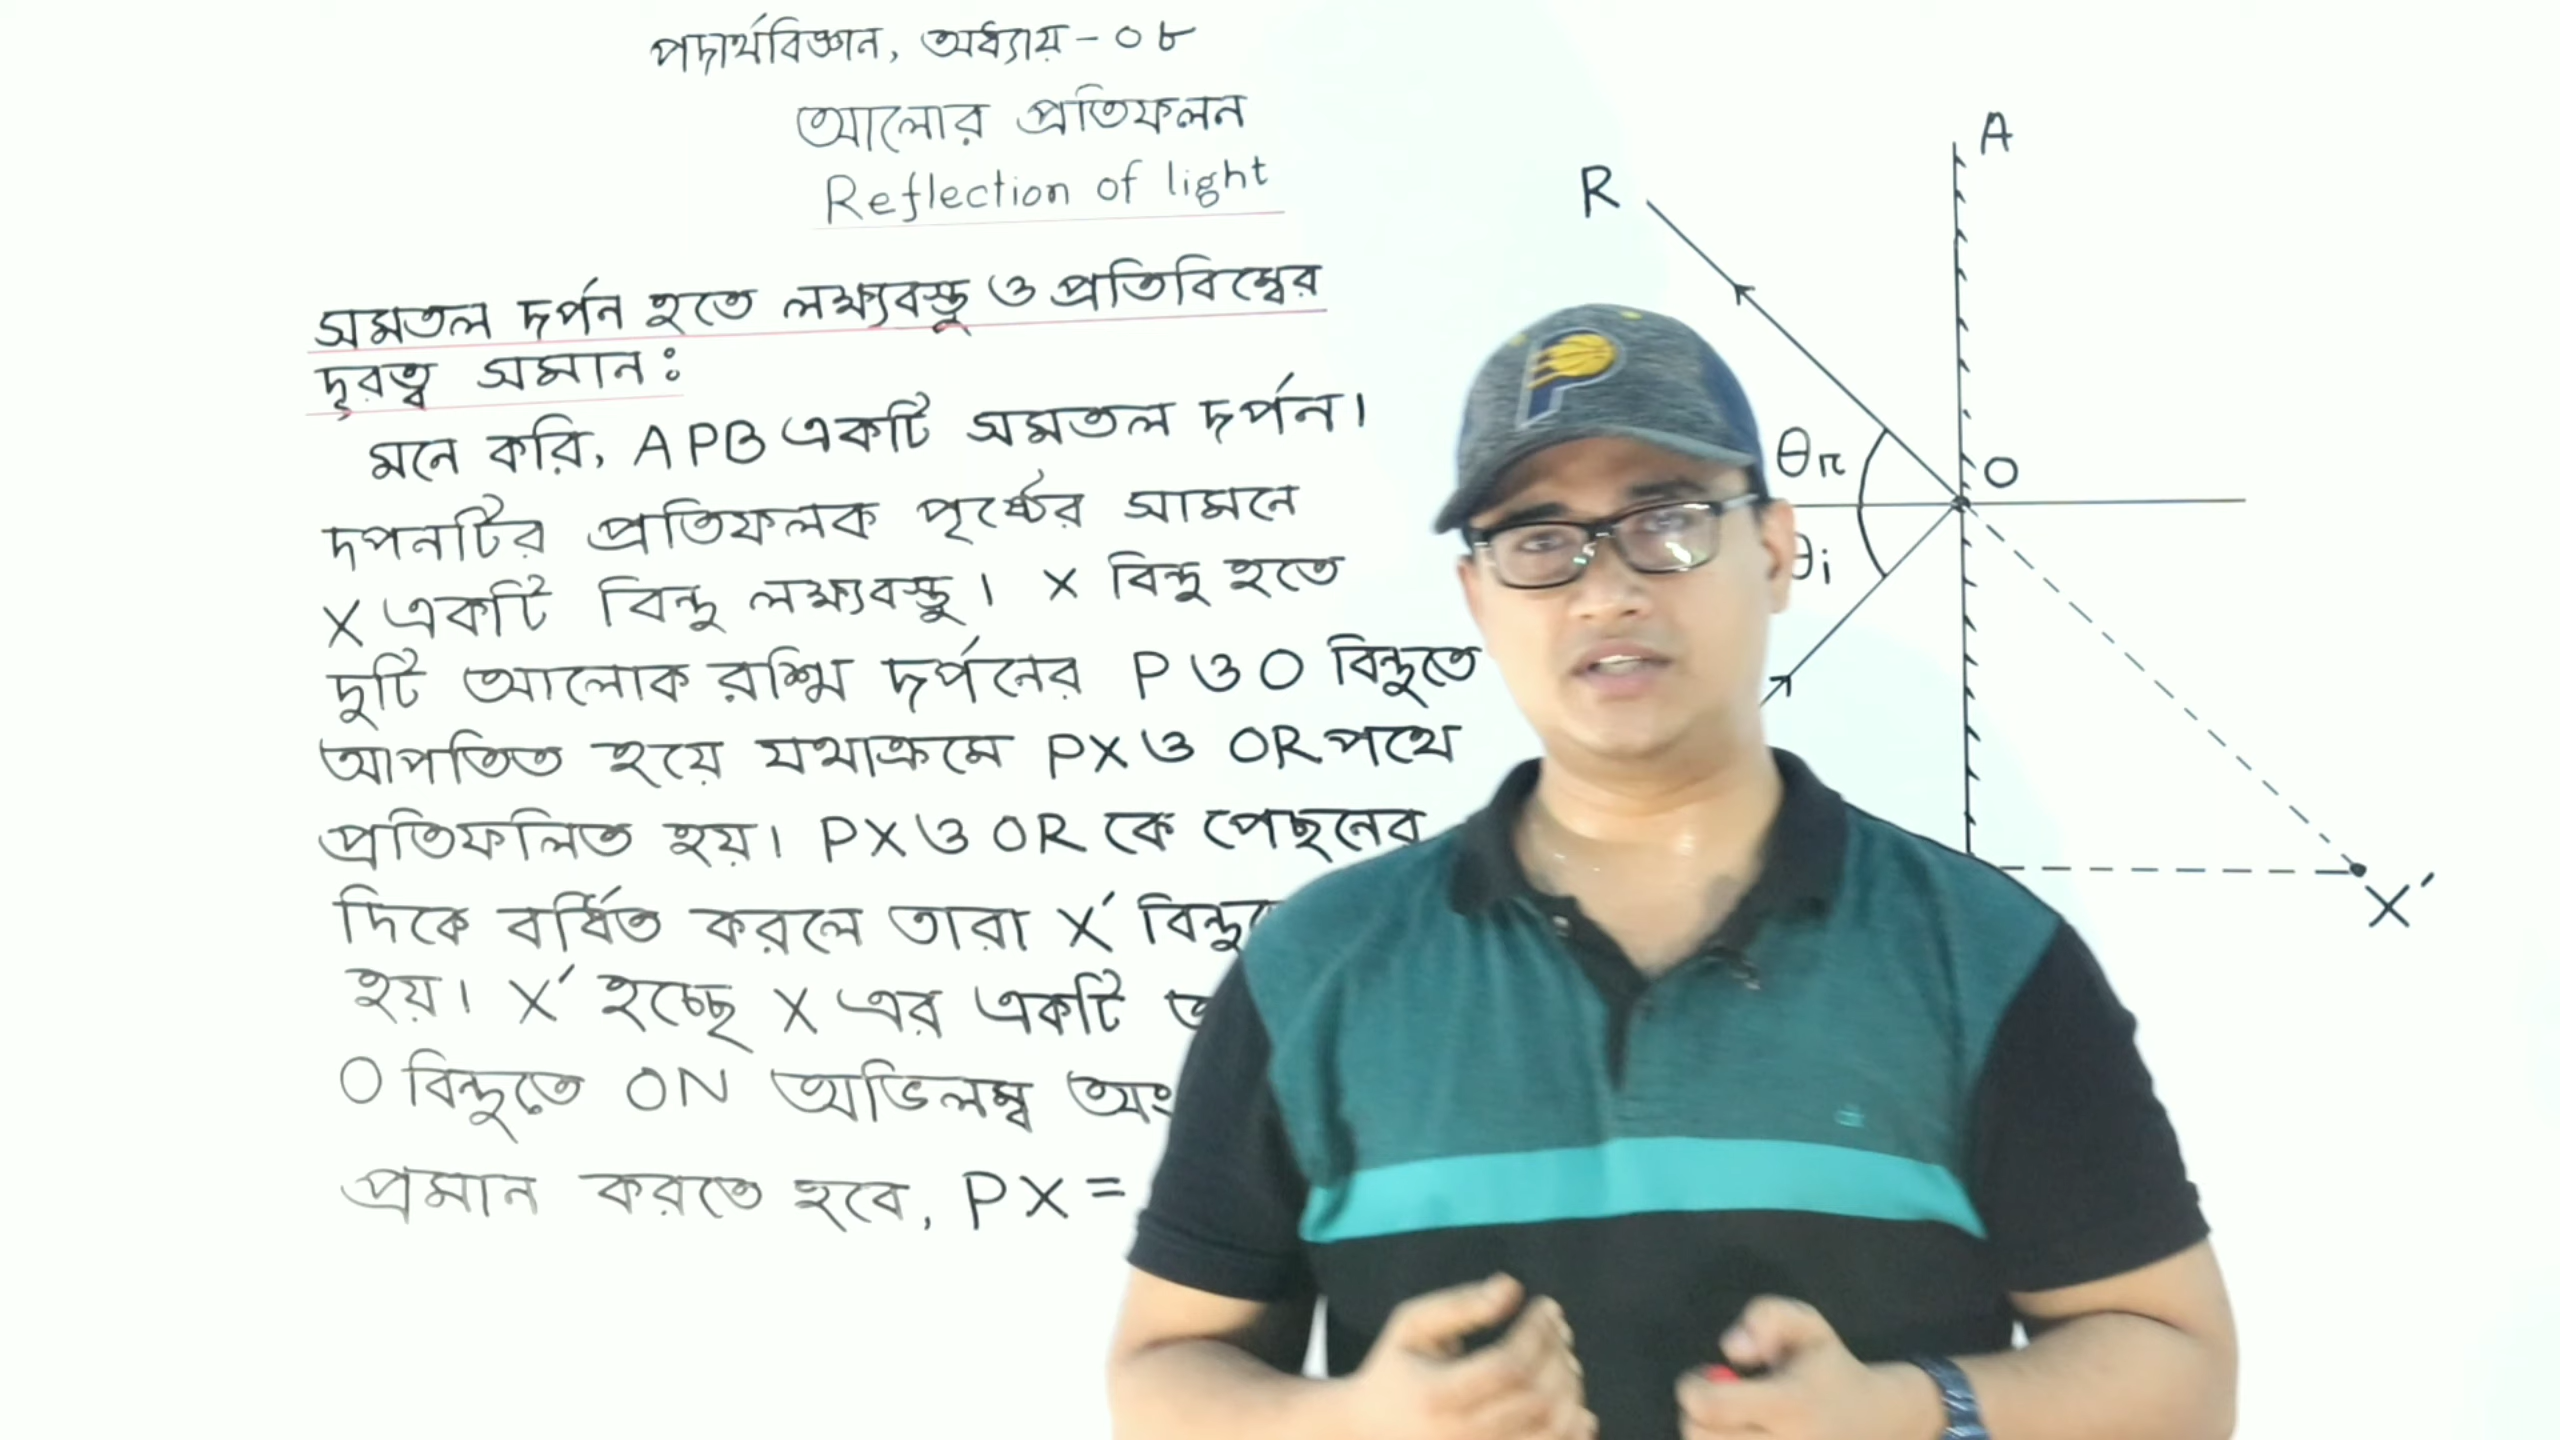 পদার্থবিজ্ঞান, অধ্যায় - ০৮
আলোর প্রতিফলন
Reflection of light
সমতল দর্পন হতে লক্ষ্যবস্তু ও প্রতিবিম্বের
দূরত্ব সমান ঃ
মনে করি, APB একটি সমতল দর্পন।
দপনটির প্রতিফলক পৃষ্ঠের সামনে
X একটি বিন্দু লক্ষ্যবস্তু। X বিন্দু হতে
দুটি আলোক রশ্মি দর্পনের P ও O বিন্দুতে
আপতিত হয়ে যথাক্রমে PX ও OR পথে
প্রতিফলিত হয়। PX ও OR কে পেছনের
দিকে বর্ধিত করলে তারা X′
হয়। X′ হচ্ছে X এর একটি
O বিন্দুতে ON অভিলম্ব
প্রমান করতে হবে, PX =
A
R
θr
O
θi
X′